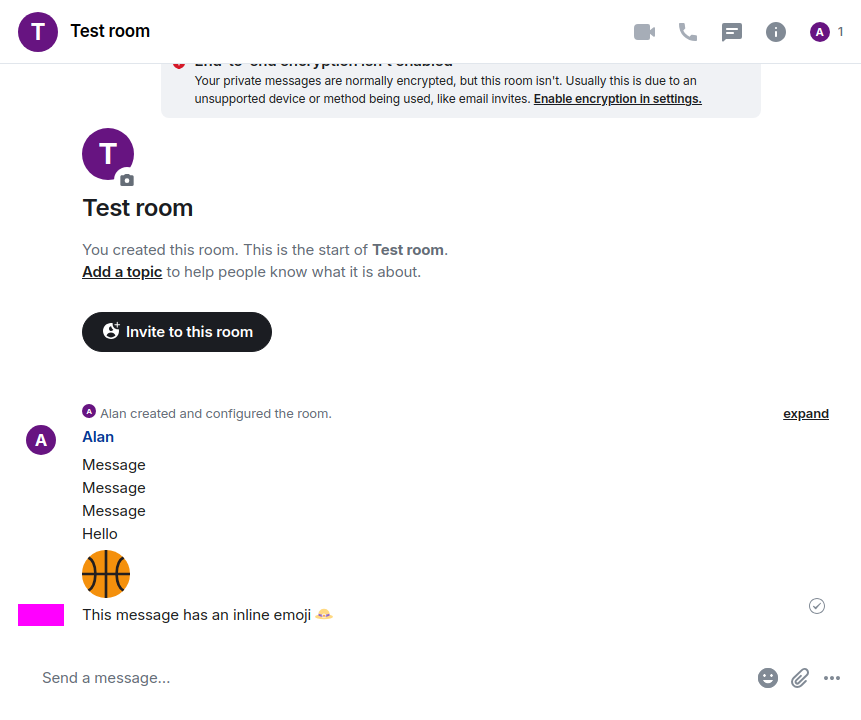 T
Test room
A
1
End-to-end encryption isn't enabled
Your private messages are normally encrypted, but this room isn't. Usually this is due to an
unsupported device or method being used, like email invites. Enable encryption in settings.
T
Test room
You created this room. This is the start of Test room.
Add a topic to help people know what it is about.
Invite to this room
A Alan created and configured the room. expand
A
Alan
Message
Message
Message
Hello
This message has an inline emoji 👒
Send a message…